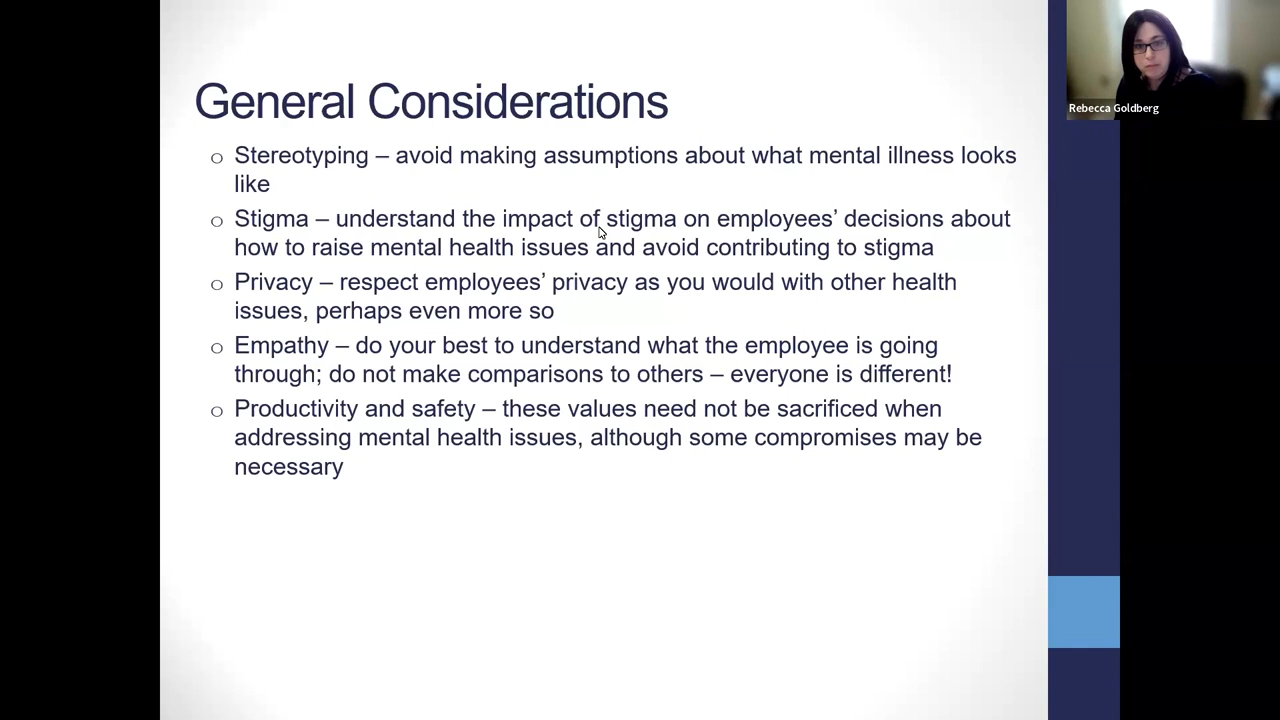 General Considerations
o Stereotyping – avoid making assumptions about what mental illness looks
like
o Stigma – understand the impact of stigma on employees’ decisions about
how to raise mental health issues and avoid contributing to stigma
o Privacy – respect employees’ privacy as you would with other health
issues, perhaps even more so
o Empathy – do your best to understand what the employee is going
through; do not make comparisons to others – everyone is different!
o Productivity and safety – these values need not be sacrificed when
addressing mental health issues, although some compromises may be
necessary
Rebecca Goldberg